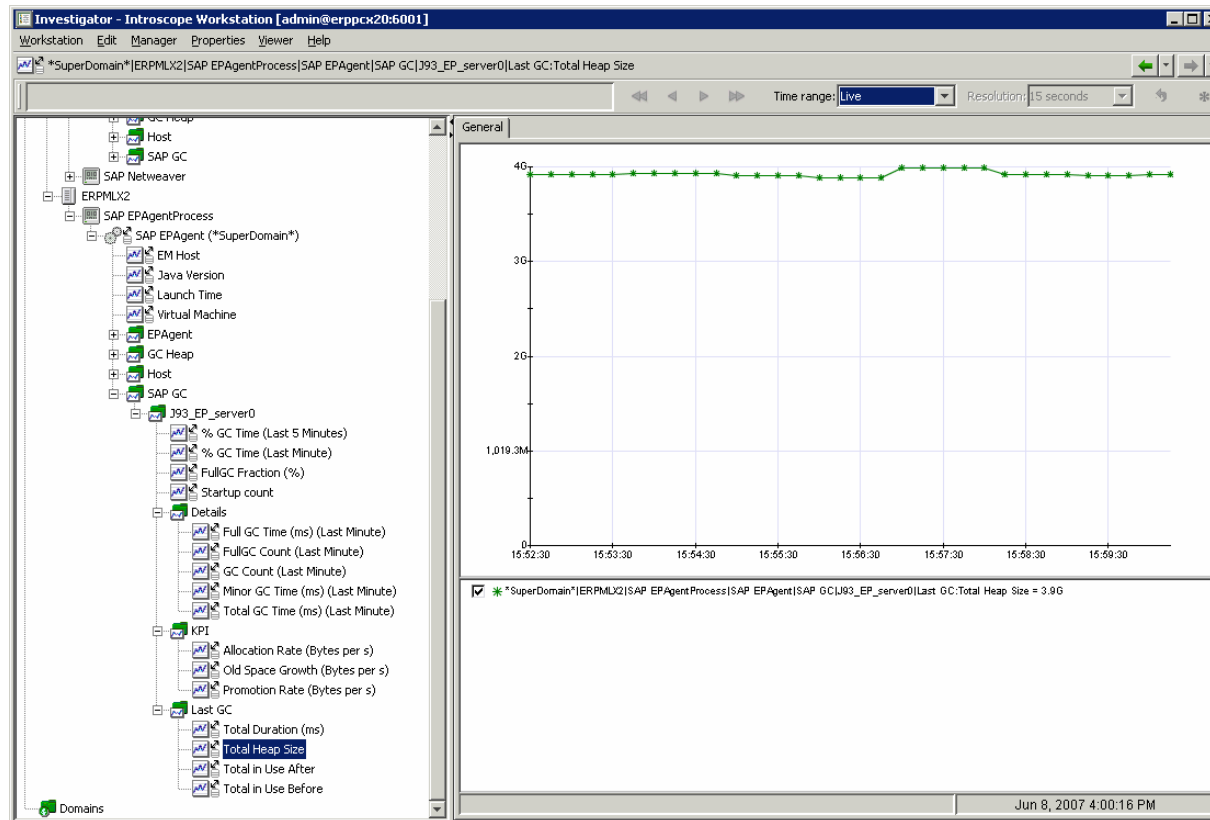 Investigator - Introscope Workstation [admin@erppcx20:6001]
Workstation Edit Manager Properties Viewer Help
*SuperDomain*|ERPMLX2|SAP EPAgentProcess|SAP EPAgent|SAP GC|J93_EP_server0|Last GC:Total Heap Size
Time range: Live Resolution: 15 seconds
GC Heap
Host
SAP GC
SAP Netweaver
ERPMLX2
SAP EPAgentProcess
SAP EPAgent (*SuperDomain*)
EM Host
Java Version
Launch Time
Virtual Machine
EPAgent
GC Heap
Host
SAP GC
J93_EP_server0
% GC Time (Last 5 Minutes)
% GC Time (Last Minute)
FullGC Fraction (%)
Startup count
Details
Full GC Time (ms) (Last Minute)
FullGC Count (Last Minute)
GC Count (Last Minute)
Minor GC Time (ms) (Last Minute)
Total GC Time (ms) (Last Minute)
KPI
Allocation Rate (Bytes per s)
Old Space Growth (Bytes per s)
Promotion Rate (Bytes per s)
Last GC
Total Duration (ms)
Total Heap Size
Total in Use After
Total in Use Before
Domains
General
4G
3G
2G
1,019.3M
0
15:52:30 15:53:30 15:54:30 15:55:30 15:56:30 15:57:30 15:58:30 15:59:30
*SuperDomain*|ERPMLX2|SAP EPAgentProcess|SAP EPAgent|SAP GC|J93_EP_server0|Last GC:Total Heap Size = 3.9G
Jun 8, 2007 4:00:16 PM